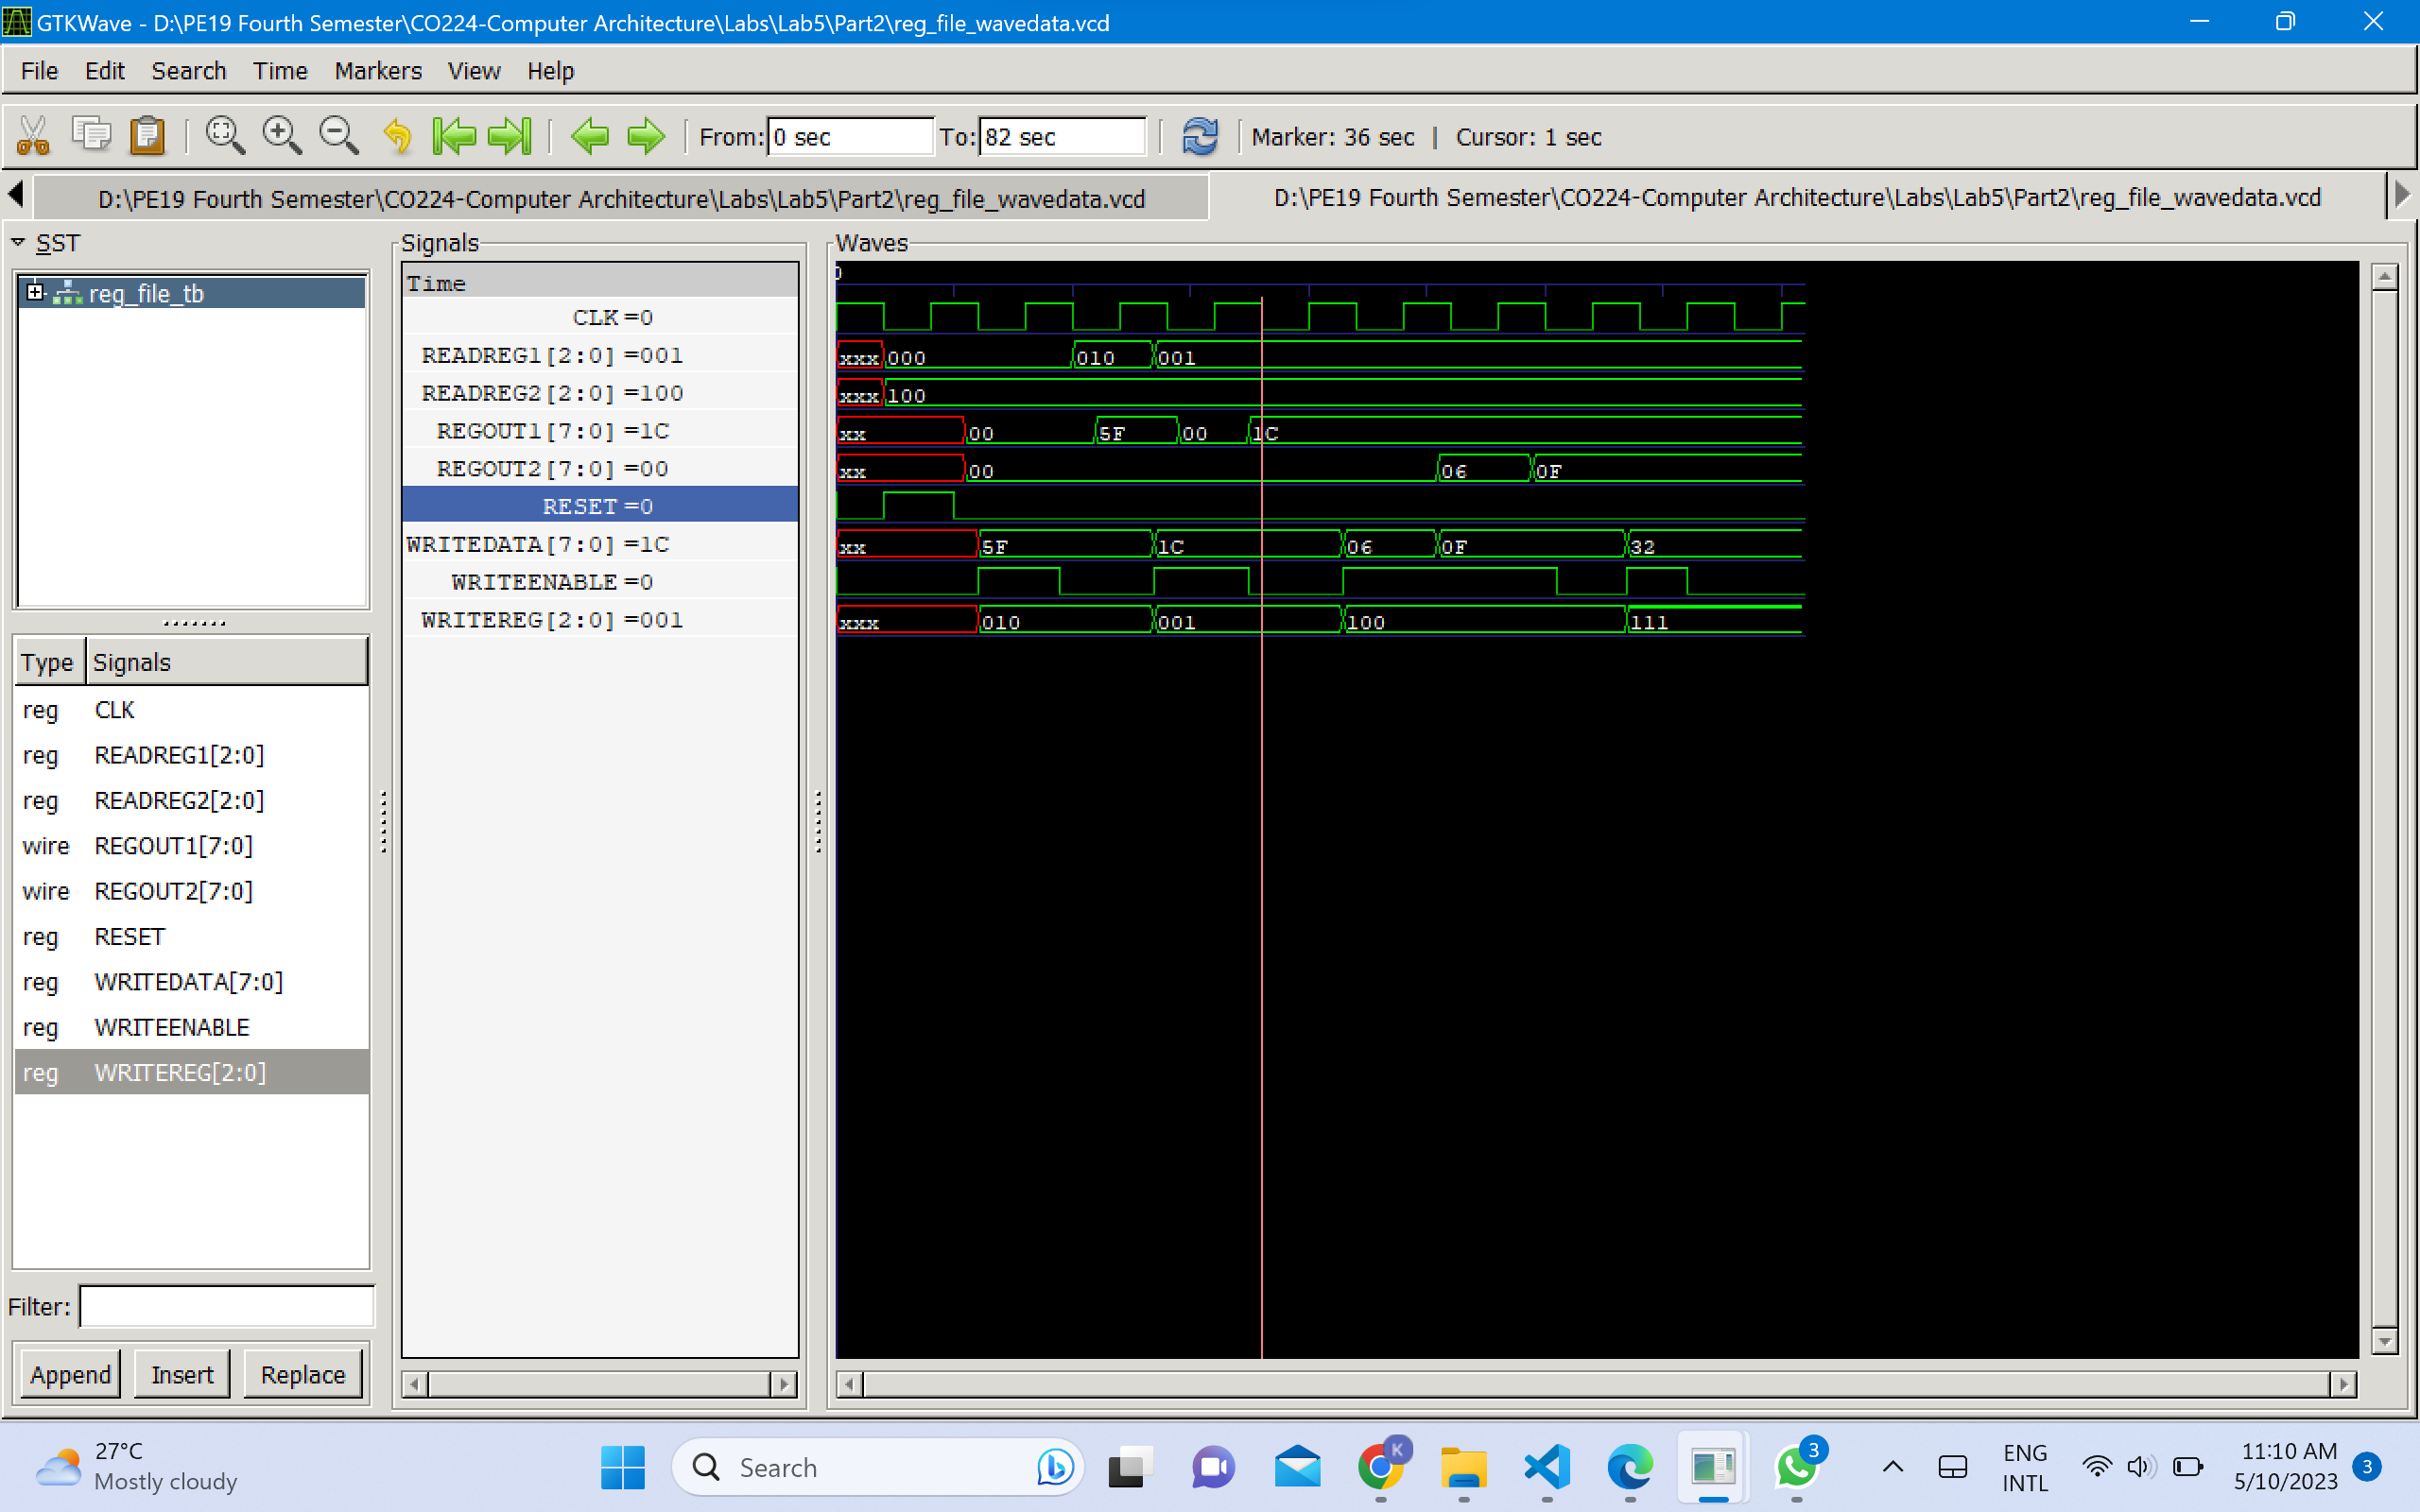 GTKWave - D:\PE19 Fourth Semester\CO224-Computer Architecture\Labs\Lab5\Part2\reg_file_wavedata.vcd
File Edit Search Time Markers View Help
From: 0 sec To: 82 sec Marker: 36 sec | Cursor: 1 sec
D:\PE19 Fourth Semester\CO224-Computer Architecture\Labs\Lab5\Part2\reg_file_wavedata.vcd D:\PE19 Fourth Semester\CO224-Computer Architecture\Labs\Lab5\Part2\reg_file_wavedata.vcd
SST
reg_file_tb
Type Signals
reg CLK
reg READREG1[2:0]
reg READREG2[2:0]
wire REGOUT1[7:0]
wire REGOUT2[7:0]
reg RESET
reg WRITEDATA[7:0]
reg WRITEENABLE
reg WRITEREG[2:0]
Filter:
Append Insert Replace
Signals
Time
CLK =0
READREG1[2:0] =001
READREG2[2:0] =100
REGOUT1[7:0] =1C
REGOUT2[7:0] =00
RESET =0
WRITEDATA[7:0] =1C
WRITEENABLE =0
WRITEREG[2:0] =001
Waves
0
xxx 000 010 001
xxx 100
xx 00 5F 00 1C
xx 00 06 0F
xx 5F 1C 06 0F 32
xxx 010 001 100 111
27°C
Mostly cloudy
Search
K
3
ENG
INTL
11:10 AM
5/10/2023
3